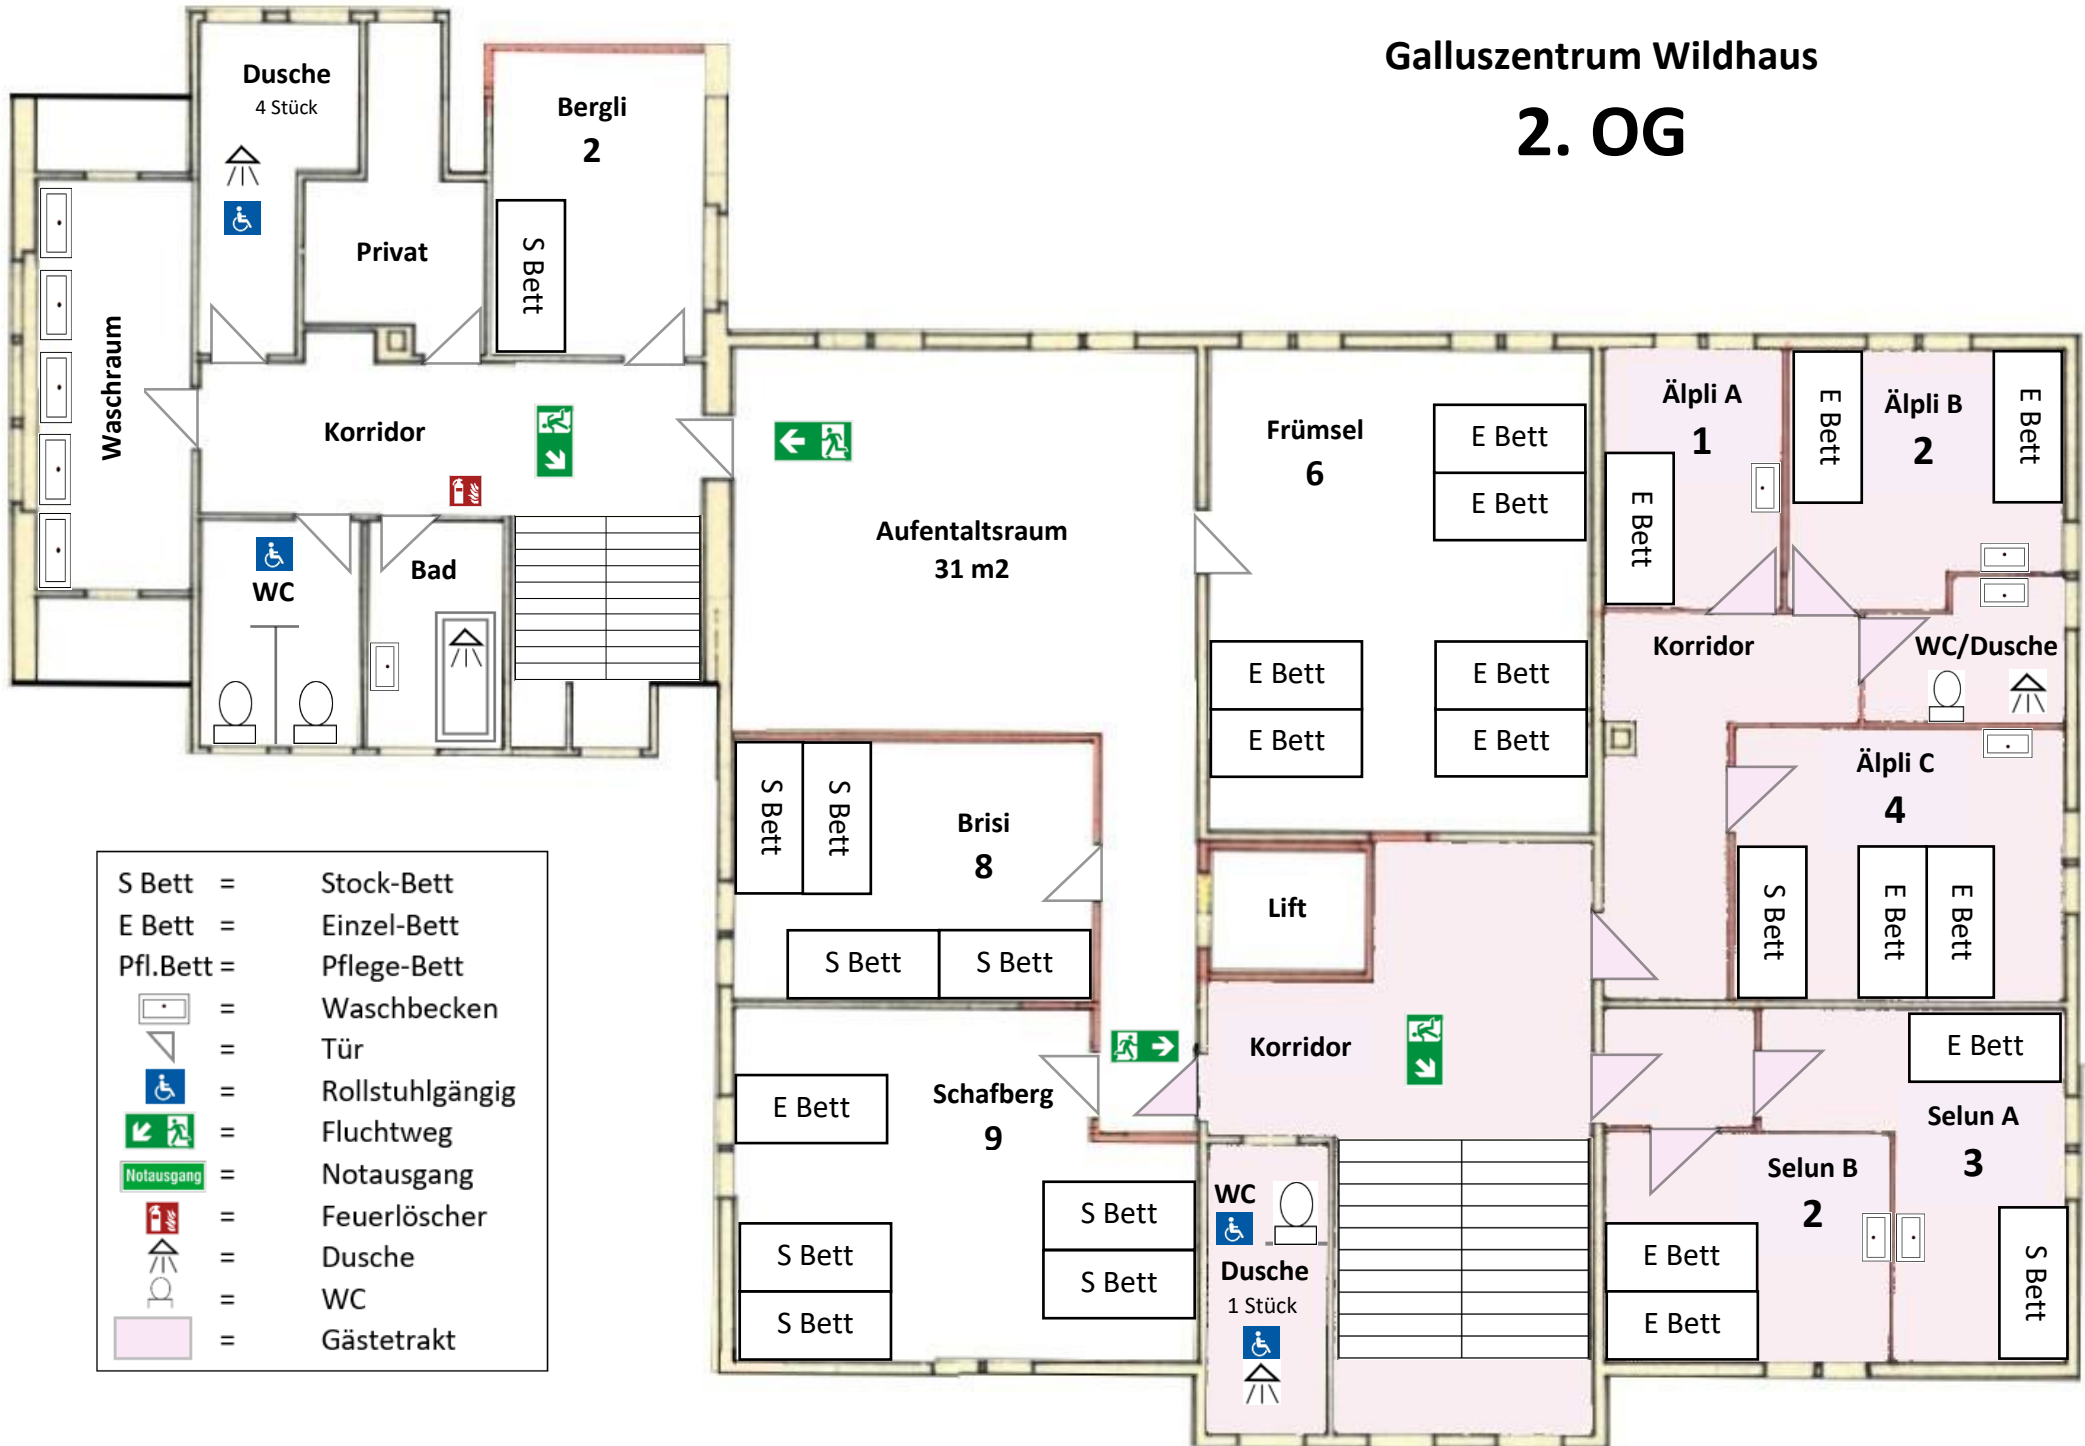 Galluszentrum Wildhaus
2. OG
Dusche
4 Stück
Bergli
2
S Bett
Privat
Waschraum
Korridor
WC
Bad
Aufentaltsraum
31 m2
Frümsel
6
E Bett
E Bett
E Bett
E Bett
E Bett
E Bett
Älpli A
1
E Bett
Älpli B
2
E Bett
E Bett
Korridor
WC/Dusche
Älpli C
4
S Bett
E Bett
E Bett
Brisi
8
S Bett
S Bett
S Bett
S Bett
Lift
Korridor
Schafberg
9
E Bett
S Bett
S Bett
S Bett
S Bett
WC
Dusche
1 Stück
Selun A
3
E Bett
S Bett
Selun B
2
E Bett
E Bett
S Bett = Stock-Bett
E Bett = Einzel-Bett
Pfl.Bett = Pflege-Bett
= Waschbecken
= Tür
= Rollstuhlgängig
= Fluchtweg
Notausgang = Notausgang
= Feuerlöscher
= Dusche
= WC
= Gästetrakt